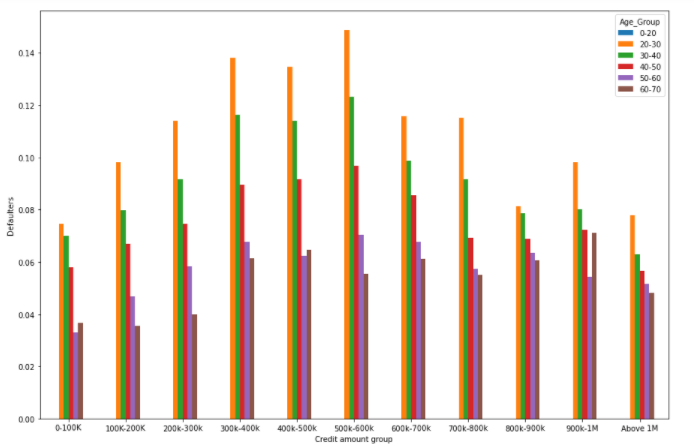 Age_Group
0-20
20-30
30-40
40-50
50-60
60-70
0.14
0.12
0.10
0.08
0.06
0.04
0.02
0.00
Defaulters
0-100K
100K-200K
200k-300k
300k-400k
400k-500k
500k-600k
600k-700k
700k-800k
800k-900k
900k-1M
Above 1M
Credit amount group